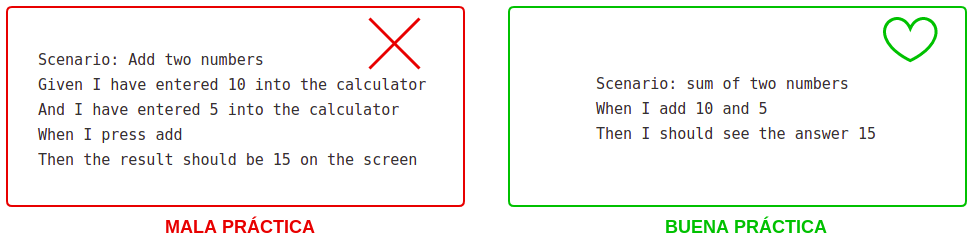 Scenario: Add two numbers
Given I have entered 10 into the calculator
And I have entered 5 into the calculator
When I press add
Then the result should be 15 on the screen
MALA PRÁCTICA
Scenario: sum of two numbers
When I add 10 and 5
Then I should see the answer 15
BUENA PRÁCTICA